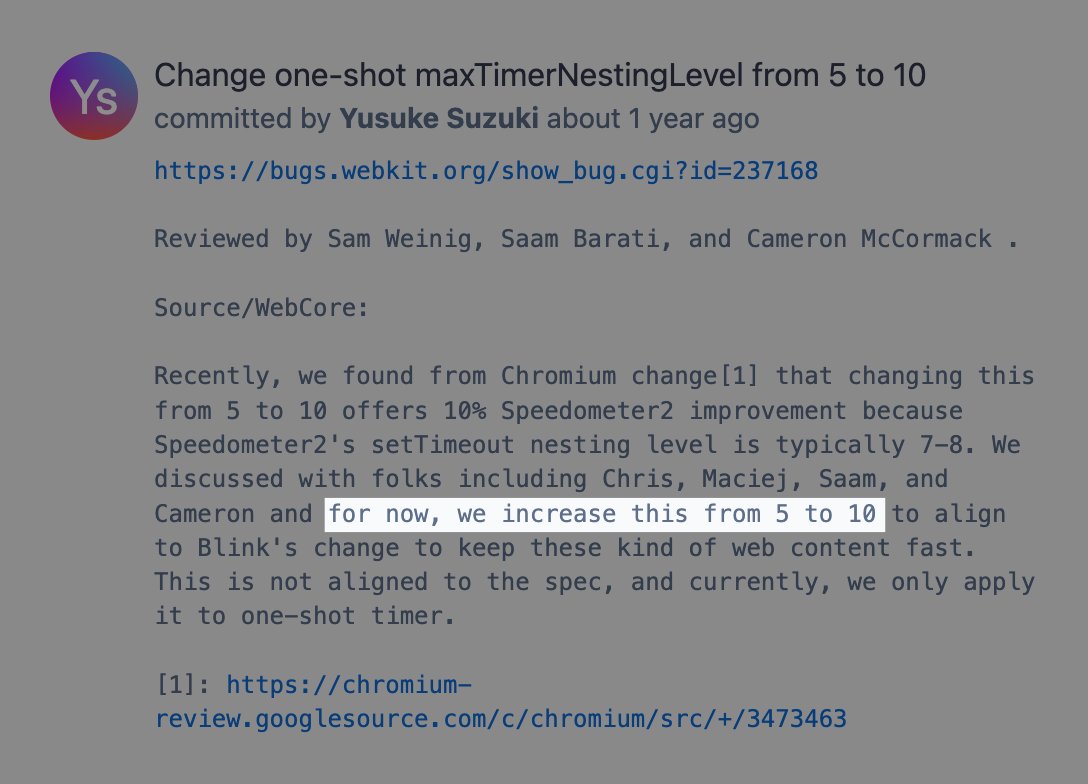 Ys
Change one-shot maxTimerNestingLevel from 5 to 10
committed by Yusuke Suzuki about 1 year ago
https://bugs.webkit.org/show_bug.cgi?id=237168
Reviewed by Sam Weinig, Saam Barati, and Cameron McCormack .
Source/WebCore:
Recently, we found from Chromium change[1] that changing this
from 5 to 10 offers 10% Speedometer2 improvement because
Speedometer2's setTimeout nesting level is typically 7-8. We
discussed with folks including Chris, Maciej, Saam, and
Cameron and for now, we increase this from 5 to 10 to align
to Blink's change to keep these kind of web content fast.
This is not aligned to the spec, and currently, we only apply
it to one-shot timer.
[1]: https://chromium-
review.googlesource.com/c/chromium/src/+/3473463